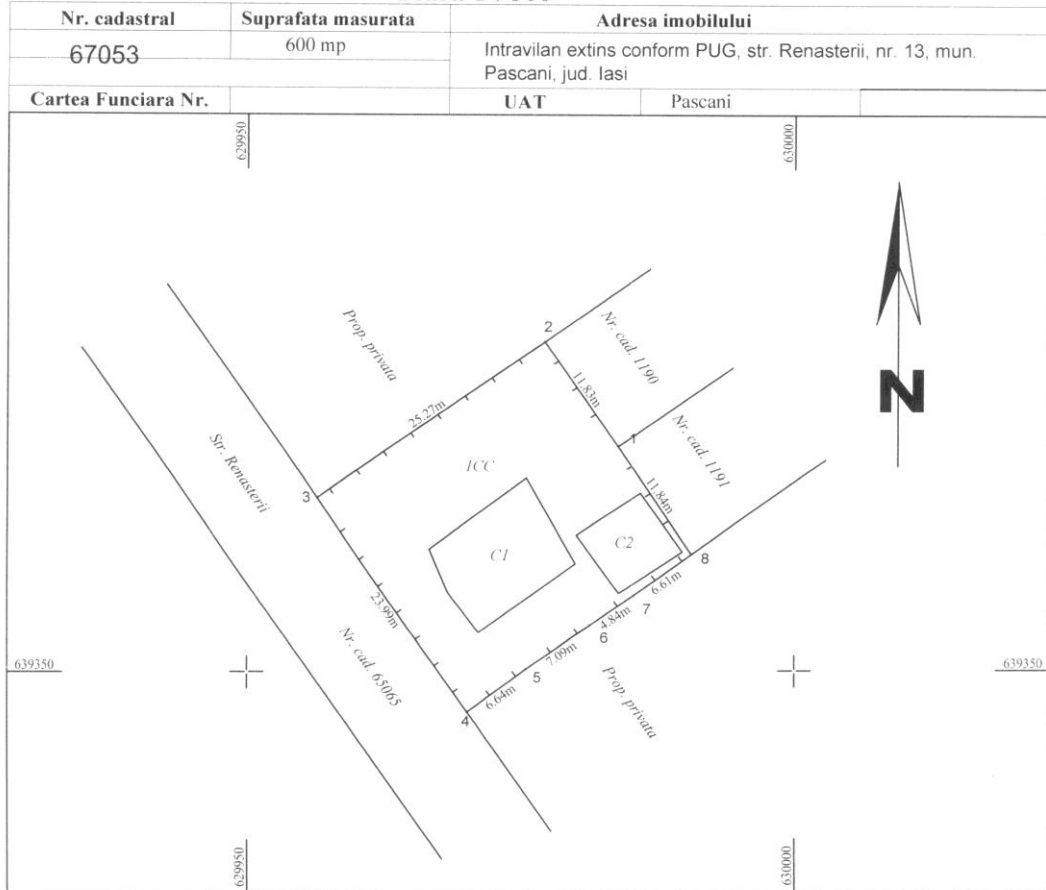 Nr. cadastral Suprafata masurata Adresa imobilului
67053 600 mp Intravilan extins conform PUG, str. Renasterii, nr. 13, mun.
Pascani, jud. Iasi
Cartea Funciara Nr. UAT Pascani
629950 630000
N
Prop. privata
2
Nr. cad. 1190
11.83m
25.27m
1
Nr. cad. 1191
Str. Renasterii
1CC
3
11.84m
C1
C2
8
6.61m
7
4.84m
6
23.99m
7.09m
5
6.64m
4
Nr. cad. 65065
Prop. privata
639350 639350
629950 630000